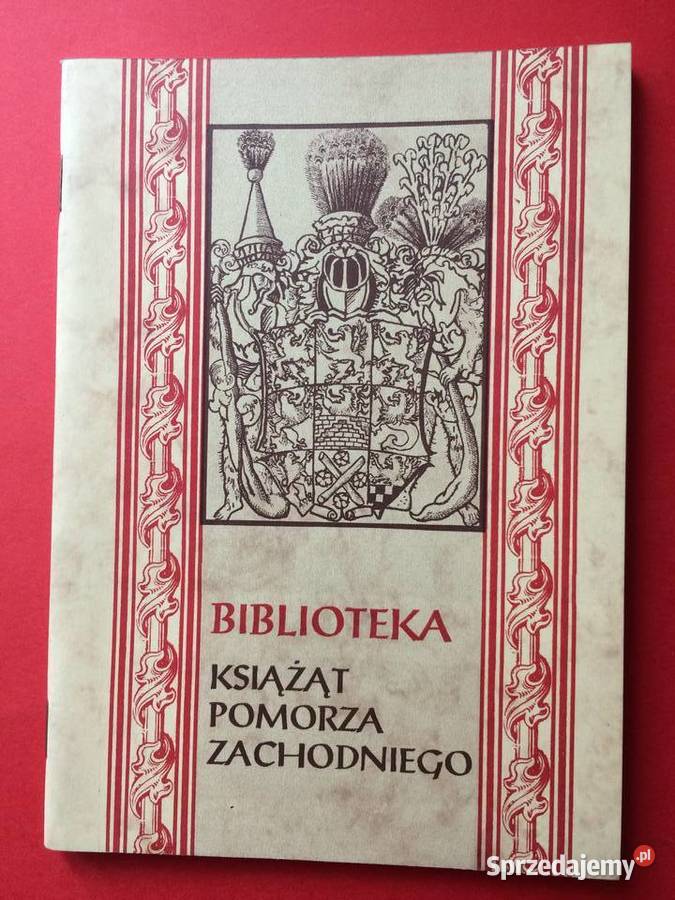 BIBLIOTEKA
KSIĄŻĄT
POMORZA
ZACHODNIEGO
Sprzedajemy.pl